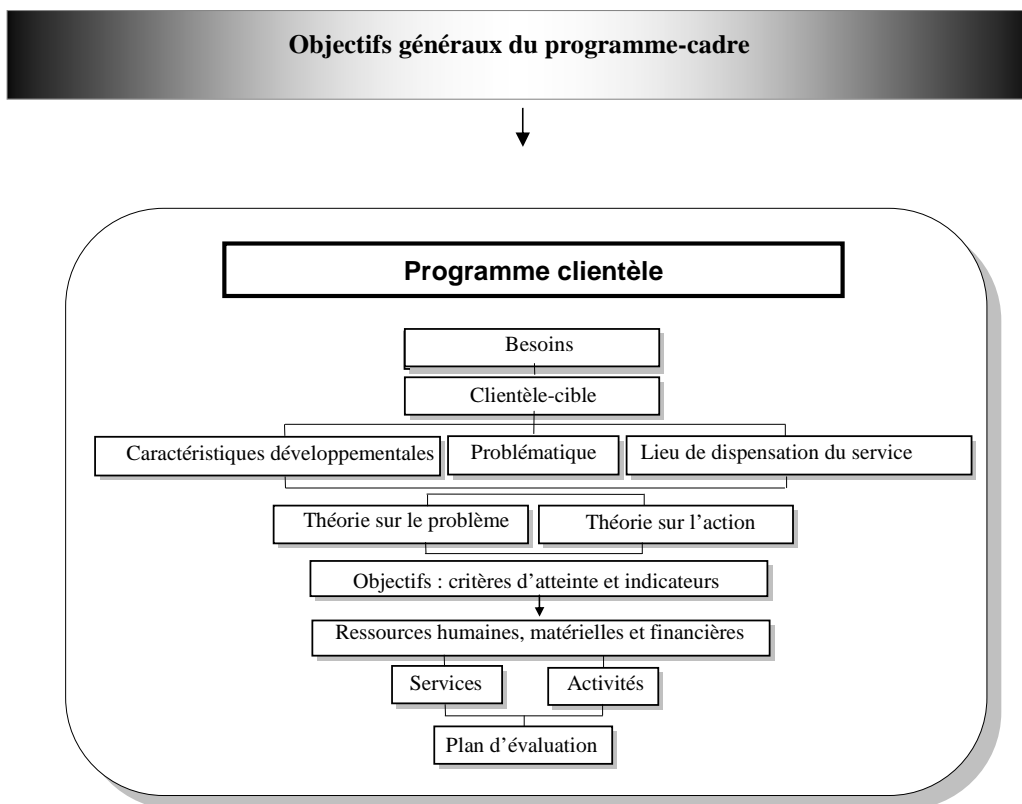 Objectifs généraux du programme-cadre
Programme clientèle
Besoins
Clientèle-cible
Caractéristiques développementales
Problématique
Lieu de dispensation du service
Théorie sur le problème
Théorie sur l'action
Objectifs : critères d'atteinte et indicateurs
Ressources humaines, matérielles et financières
Services
Activités
Plan d'évaluation